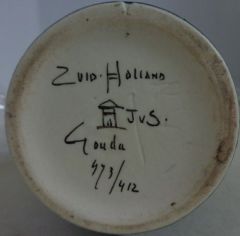 ZUID-HOLLAND
JVS.
Gouda
473/412